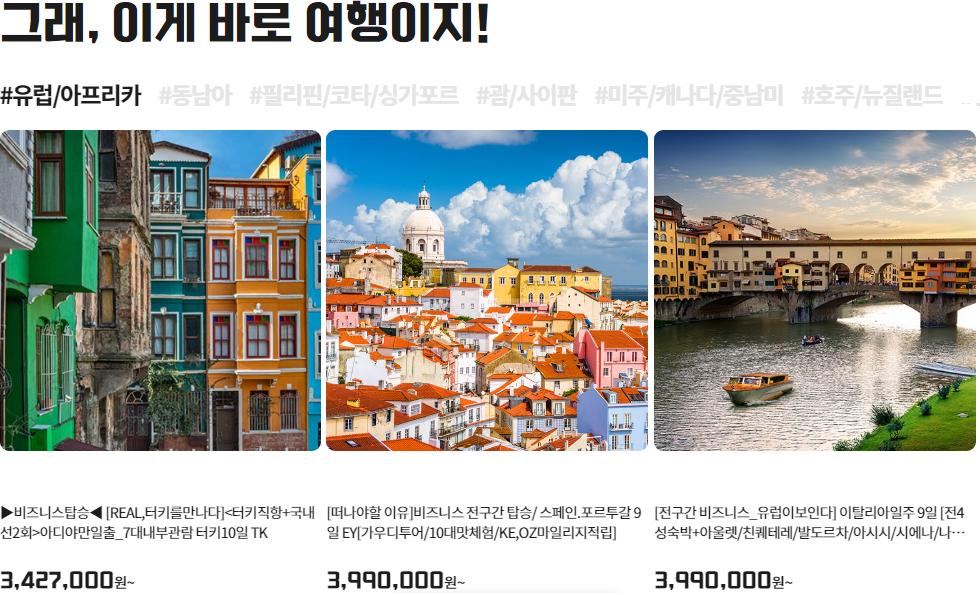 그래, 이게 바로 여행이지!
#유럽/아프리카 #동남아 #필리핀/코타/싱가포르 #괌/사이판 #미주/캐나다/중남미 #호주/뉴질랜드
▶비즈니스탑승◀ [REAL,터키를만나다]<터키직항+국내
선2회>아디야만일출_7대내부관람 터키10일 TK
3,427,000원~
[떠나야할 이유]비즈니스 전구간 탑승/ 스페인.포르투갈 9
일 EY[가우디투어/10대맛체험/KE,OZ마일리지적립]
3,990,000원~
[전구간 비즈니스_유럽이보인다] 이탈리아일주 9일 [전4
성숙박+아울렛/친퀘테레/발도르차/아시시/시에나/나…
3,990,000원~